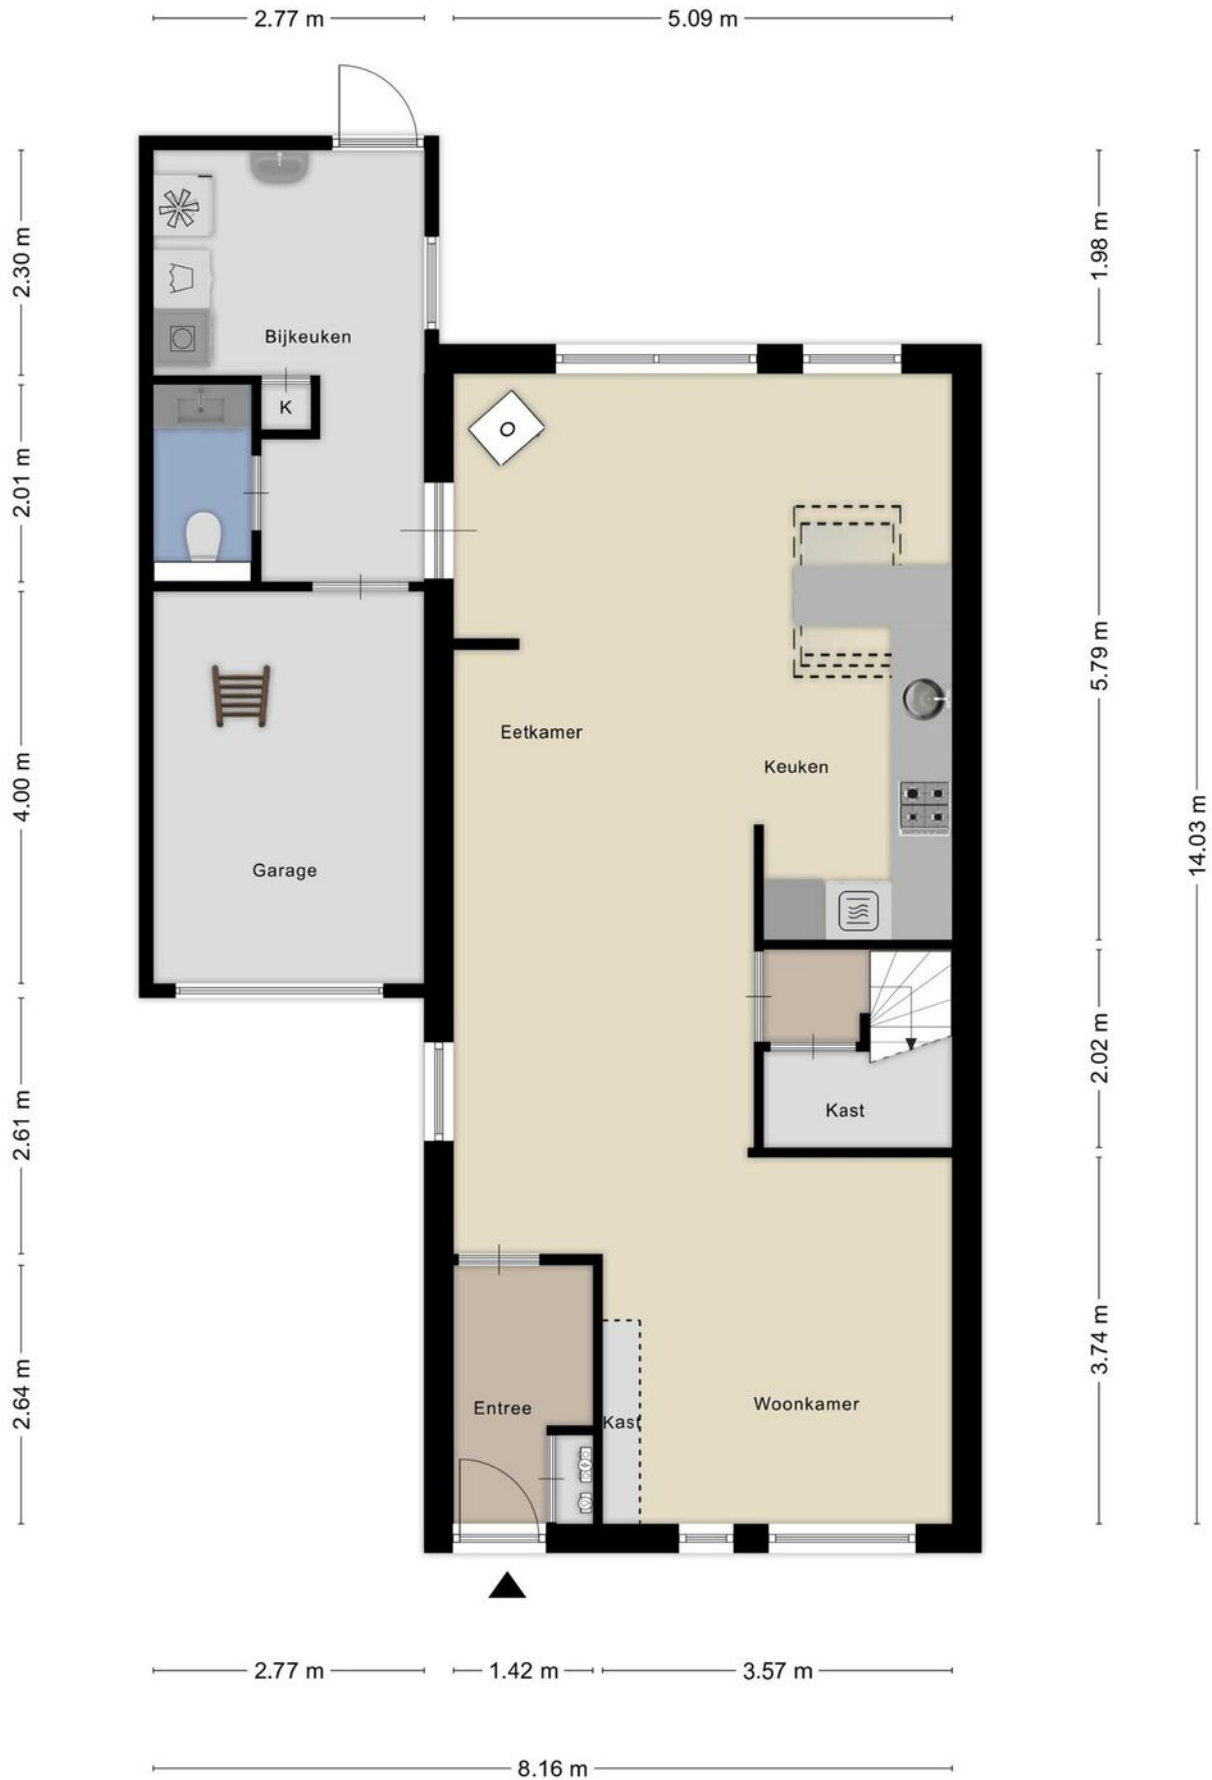 2.77 m
5.09 m
2.30 m
1.98 m
Bijkeuken
K
2.01 m
5.79 m
Eetkamer
Keuken
4.00 m
14.03 m
Garage
2.02 m
Kast
2.61 m
3.74 m
2.64 m
Entree
Kast
Woonkamer
2.77 m
1.42 m
3.57 m
8.16 m